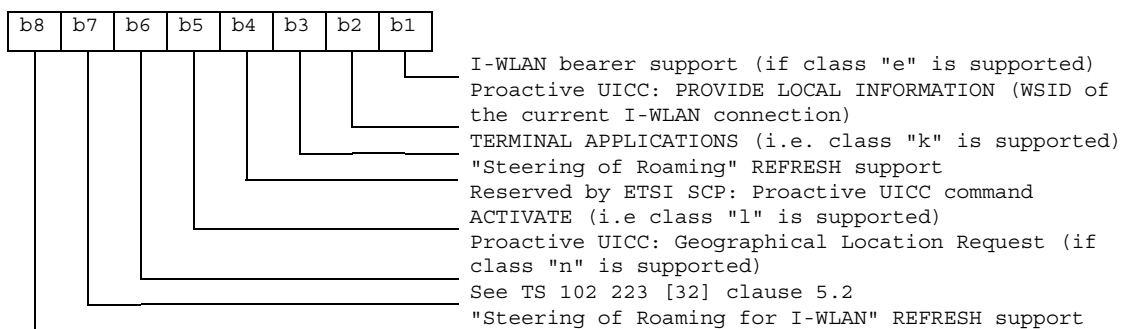 b8 b7 b6 b5 b4 b3 b2 b1
I-WLAN bearer support (if class "e" is supported)
Proactive UICC: PROVIDE LOCAL INFORMATION (WSID of
the current I-WLAN connection)
TERMINAL APPLICATIONS (i.e. class "k" is supported)
"Steering of Roaming" REFRESH support
Reserved by ETSI SCP: Proactive UICC command
ACTIVATE (i.e class "l" is supported)
Proactive UICC: Geographical Location Request (if
class "n" is supported)
See TS 102 223 [32] clause 5.2
"Steering of Roaming for I-WLAN" REFRESH support